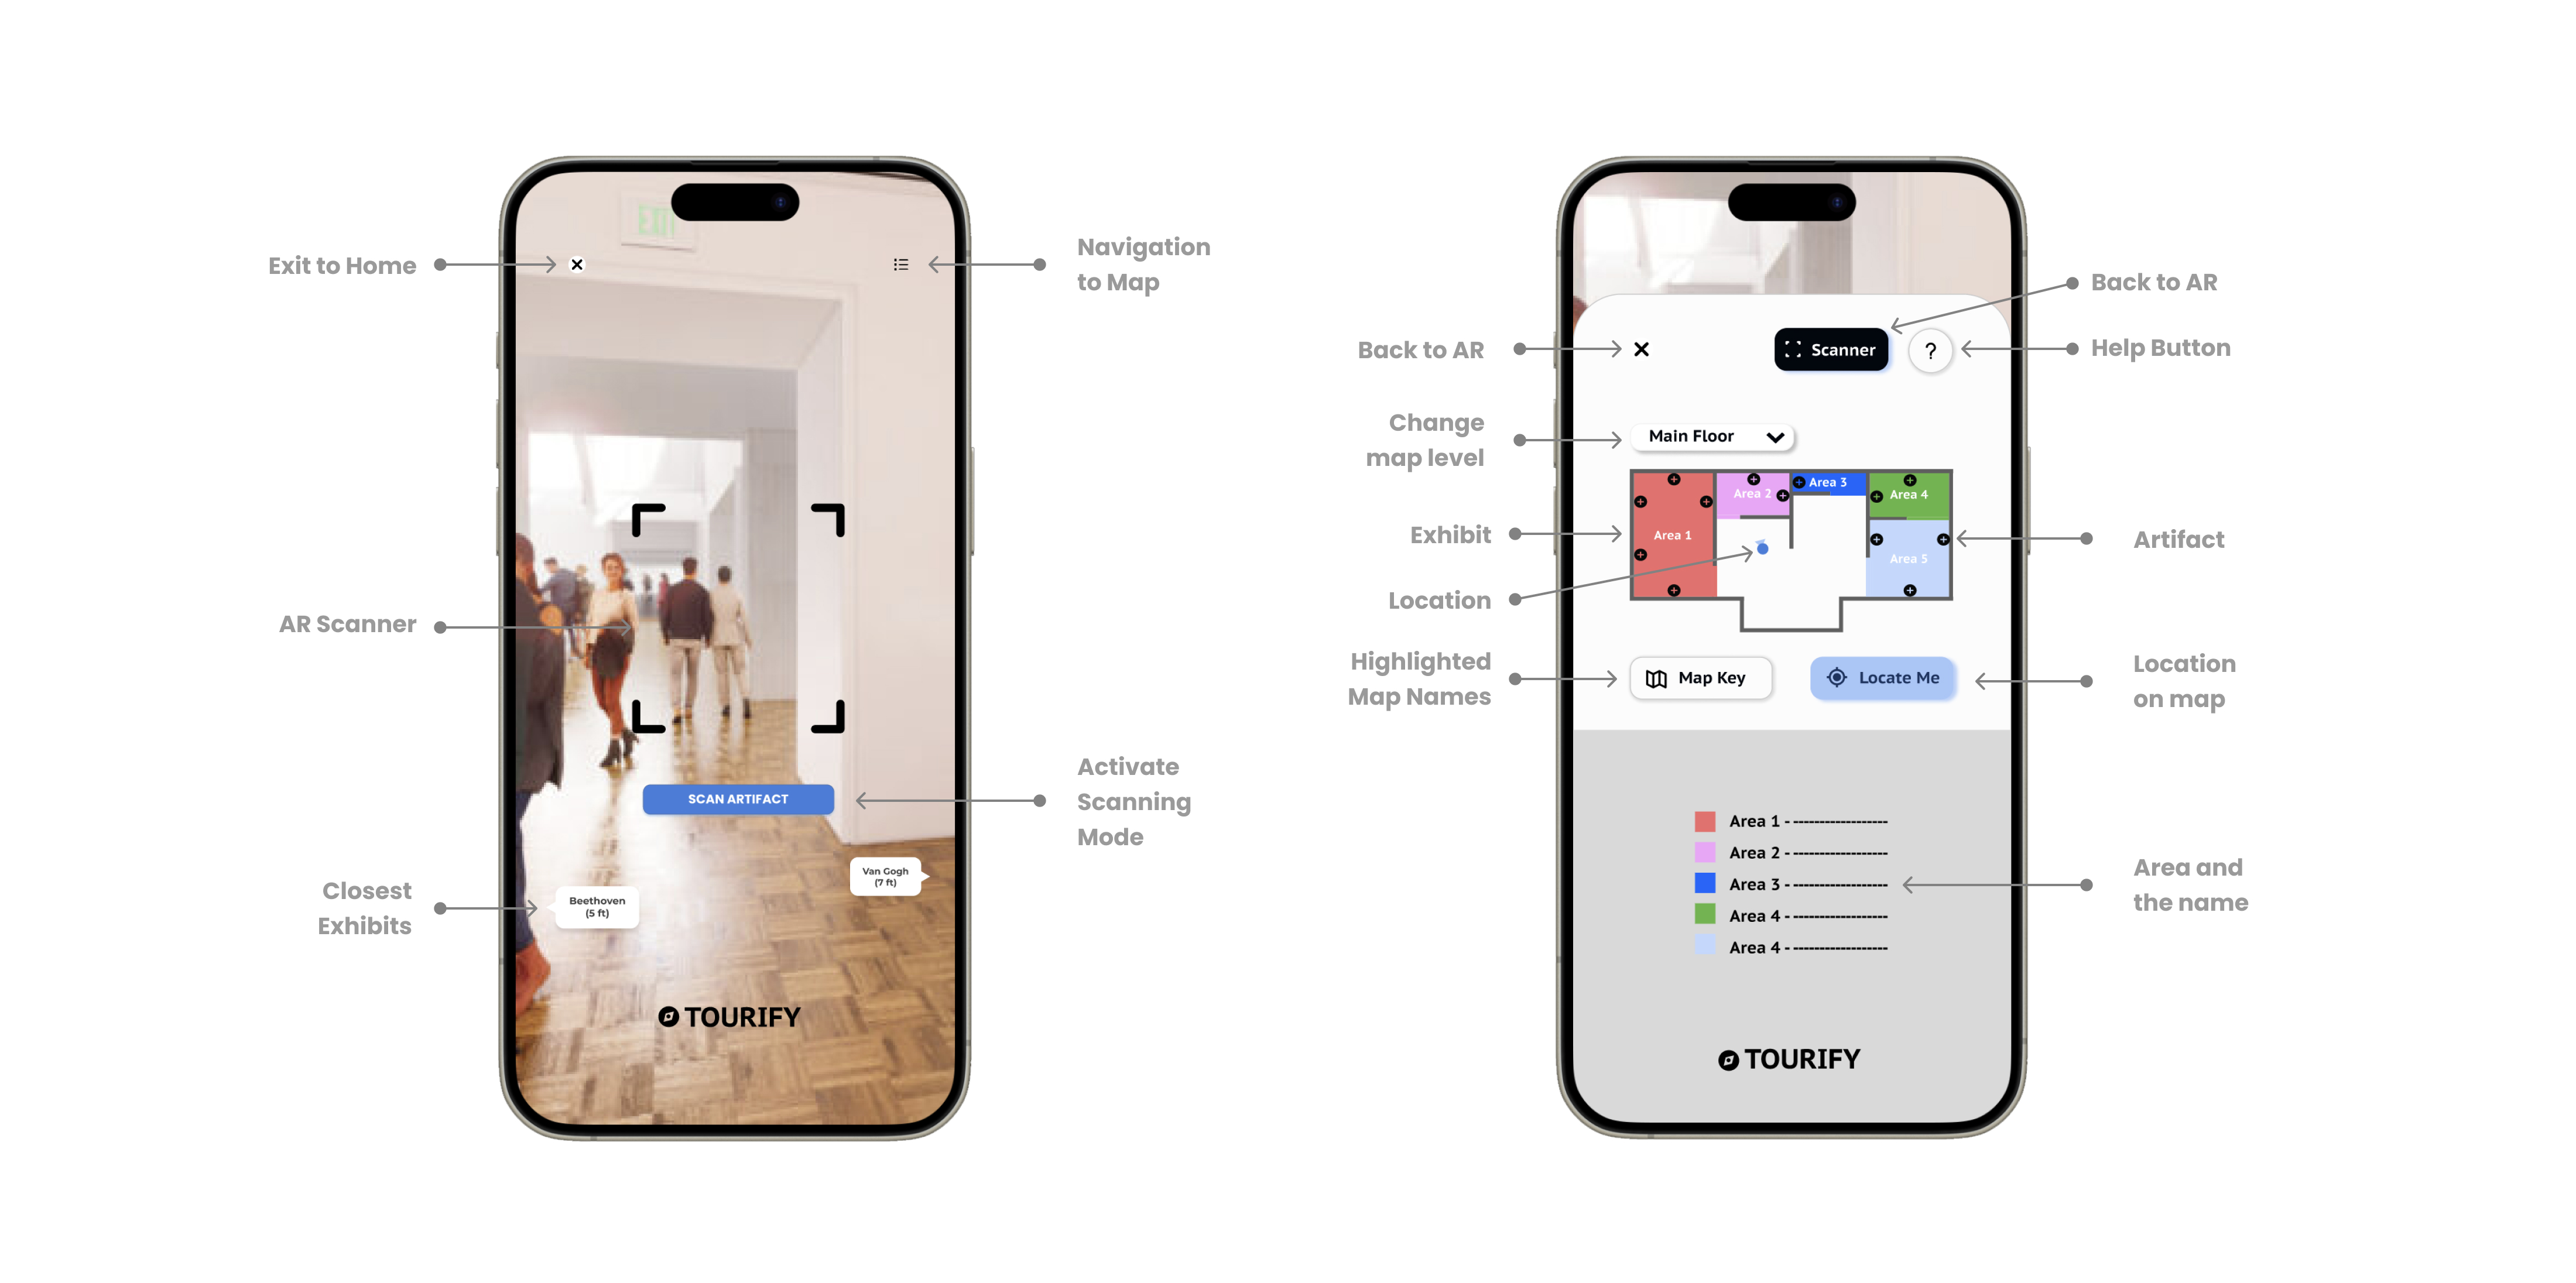 EXIT
Exit to Home
Navigation
to Map
AR Scanner
SCAN ARTIFACT
Activate
Scanning
Mode
Van Gogh
(7 ft)
Closest
Exhibits
Beethoven
(5 ft)
TOURIFY
Back to AR
Back to AR
Scanner
?
Help Button
Change
map level
Main Floor
Exhibit
Area 1
Area 2
Area 3
Area 4
Area 5
Artifact
Location
Highlighted
Map Names
Map Key
Locate Me
Location
on map
Area 1 - -------------------
Area 2 - -------------------
Area 3 - -------------------
Area 4 - -------------------
Area 4 - -------------------
Area and
the name
TOURIFY